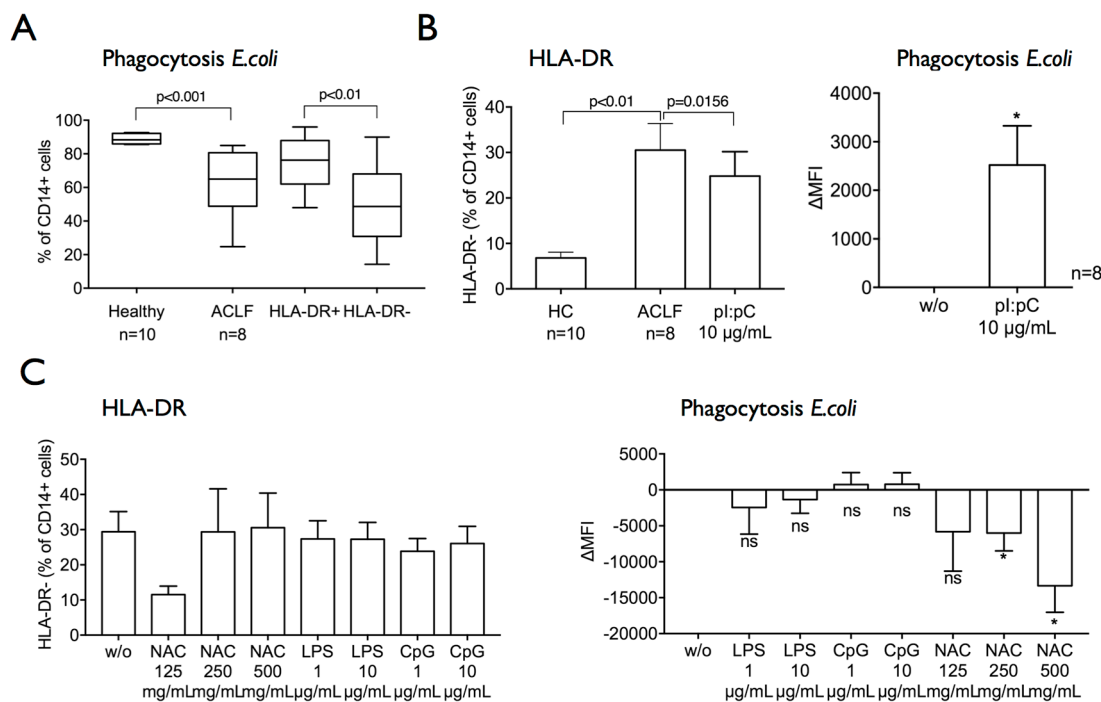 A
Phagocytosis E.coli
p<0.001
p<0.01
% of CD14+ cells
100
80
60
40
20
0
Healthy
n=10
ACLF
n=8
HLA-DR+
HLA-DR-
B
HLA-DR
p<0.01
p=0.0156
HLA-DR- (% of CD14+ cells)
40
30
20
10
0
HC
n=10
ACLF
n=8
pI:pC
10 µg/mL
Phagocytosis E.coli
ΔMFI
4000
3000
2000
1000
0
*
n=8
w/o
pI:pC
10 µg/mL
C
HLA-DR
HLA-DR- (% of CD14+ cells)
50
40
30
20
10
0
w/o
NAC
125
mg/mL
NAC
250
mg/mL
NAC
500
mg/mL
LPS
1
µg/mL
LPS
10
µg/mL
CpG
1
µg/mL
CpG
10
µg/mL
Phagocytosis E.coli
ΔMFI
5000
0
-5000
-10000
-15000
-20000
ns
ns
ns
ns
ns
*
*
w/o
LPS
1
µg/mL
LPS
10
µg/mL
CpG
1
µg/mL
CpG
10
µg/mL
NAC
125
mg/mL
NAC
250
mg/mL
NAC
500
mg/mL